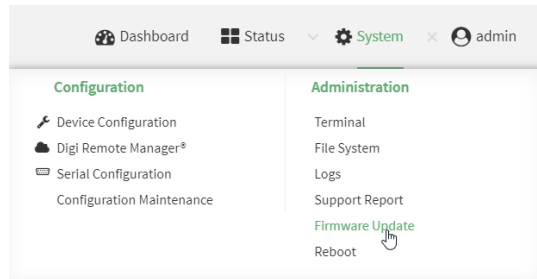 Dashboard Status System admin
Configuration
Device Configuration
Digi Remote Manager®
Serial Configuration
Configuration Maintenance
Administration
Terminal
File System
Logs
Support Report
Firmware Update
Reboot